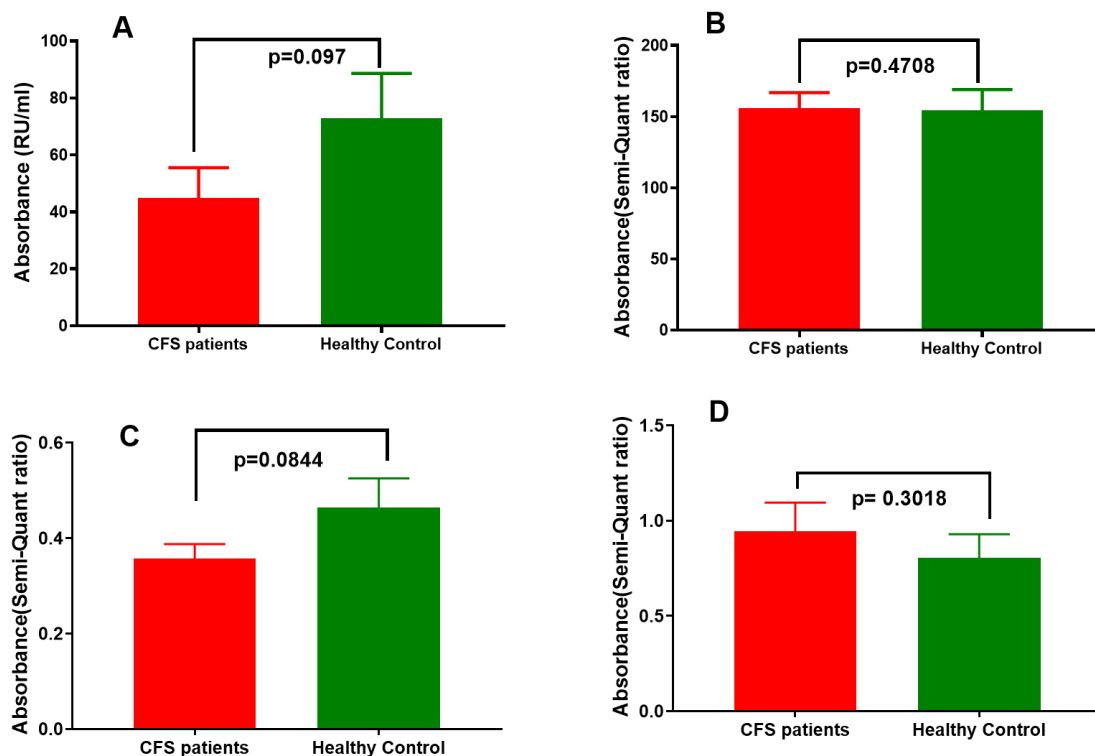 A
p=0.097
Absorbance (RU/ml)
100
80
60
40
20
0
CFS patients
Healthy Control
B
p=0.4708
Absorbance(Semi-Quant ratio)
200
150
100
50
0
CFS patients
Healthy Control
C
p=0.0844
Absorbance(Semi-Quant ratio)
0.6
0.4
0.2
0.0
CFS patients
Healthy Control
D
p= 0.3018
Absorbance(Semi-Quant ratio)
1.5
1.0
0.5
0.0
CFS patients
Healthy Control